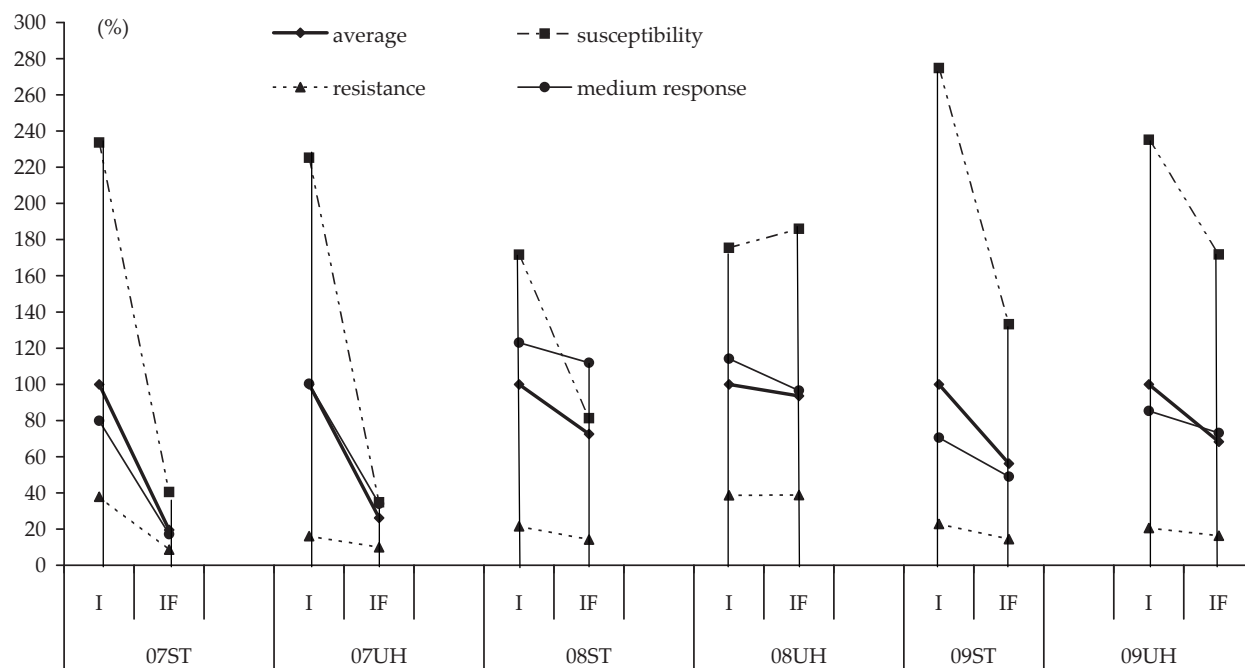 300
(%)
average
susceptibility
280
260
resistance
medium response
240
220
200
180
160
140
120
100
80
60
40
20
0
I IF I IF I IF I IF I IF I IF
07ST 07UH 08ST 08UH 09ST 09UH